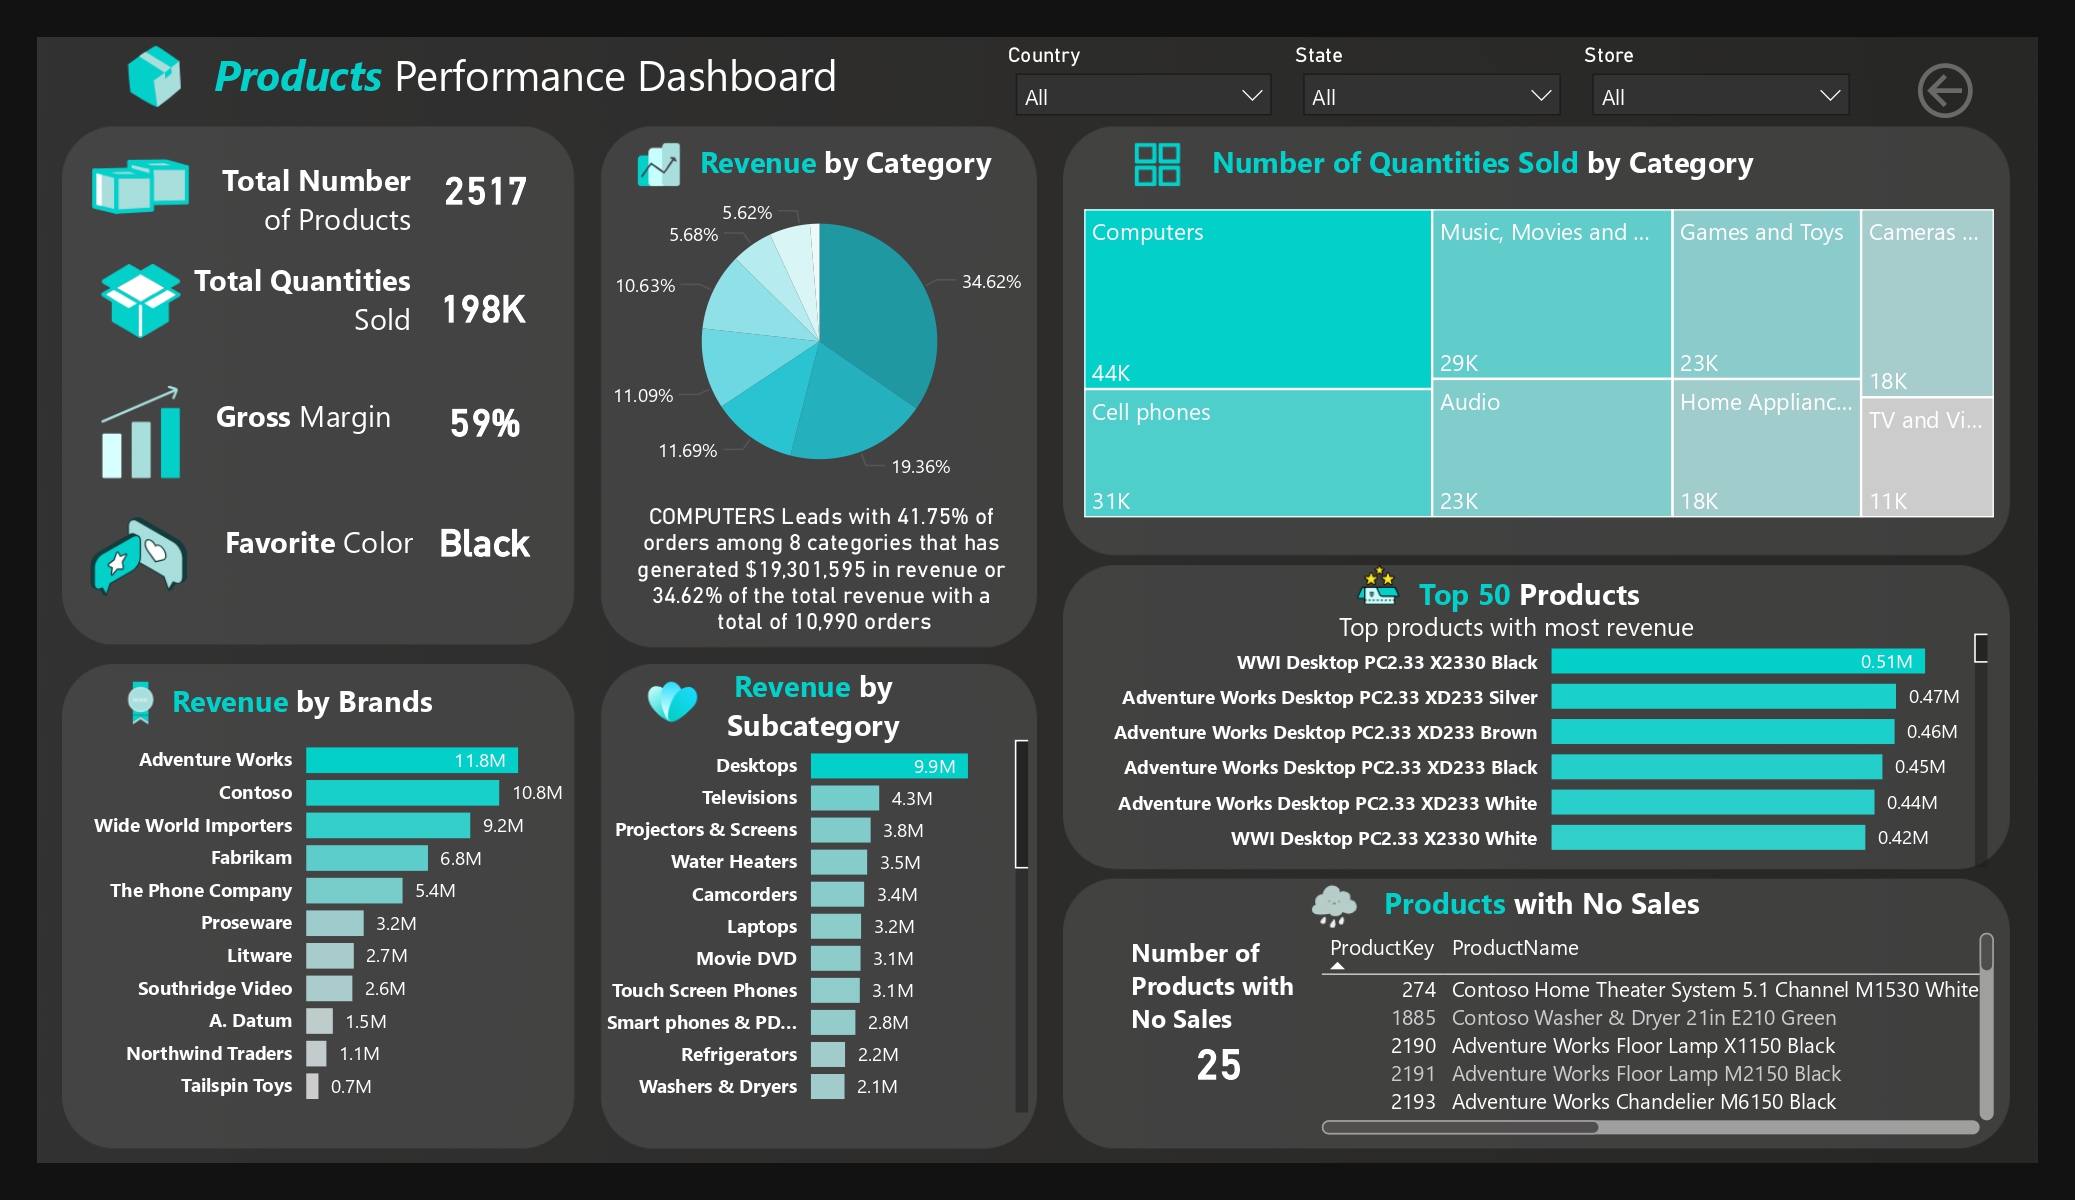 Products Performance Dashboard
Country
State
Store
All
All
All
Total Number
of Products
2517
Total Quantities
Sold
198K
Gross Margin
59%
Favorite Color
Black
Revenue by Category
5.62%
5.68%
10.63%
11.09%
11.69%
19.36%
34.62%
COMPUTERS Leads with 41.75% of
orders among 8 categories that has
generated $19,301,595 in revenue or
34.62% of the total revenue with a
total of 10,990 orders
Number of Quantities Sold by Category
Computers
44K
Cell phones
31K
Music, Movies and ...
29K
Audio
23K
Games and Toys
23K
Home Applianc...
18K
Cameras ...
18K
TV and Vi...
11K
Revenue by Brands
Adventure Works 11.8M
Contoso 10.8M
Wide World Importers 9.2M
Fabrikam 6.8M
The Phone Company 5.4M
Proseware 3.2M
Litware 2.7M
Southridge Video 2.6M
A. Datum 1.5M
Northwind Traders 1.1M
Tailspin Toys 0.7M
Revenue by
Subcategory
Desktops 9.9M
Televisions 4.3M
Projectors & Screens 3.8M
Water Heaters 3.5M
Camcorders 3.4M
Laptops 3.2M
Movie DVD 3.1M
Touch Screen Phones 3.1M
Smart phones & PD... 2.8M
Refrigerators 2.2M
Washers & Dryers 2.1M
Top 50 Products
Top products with most revenue
WWI Desktop PC2.33 X2330 Black 0.51M
Adventure Works Desktop PC2.33 XD233 Silver 0.47M
Adventure Works Desktop PC2.33 XD233 Brown 0.46M
Adventure Works Desktop PC2.33 XD233 Black 0.45M
Adventure Works Desktop PC2.33 XD233 White 0.44M
WWI Desktop PC2.33 X2330 White 0.42M
Products with No Sales
Number of
Products with
No Sales
25
ProductKey ProductName
274 Contoso Home Theater System 5.1 Channel M1530 White
1885 Contoso Washer & Dryer 21in E210 Green
2190 Adventure Works Floor Lamp X1150 Black
2191 Adventure Works Floor Lamp M2150 Black
2193 Adventure Works Chandelier M6150 Black